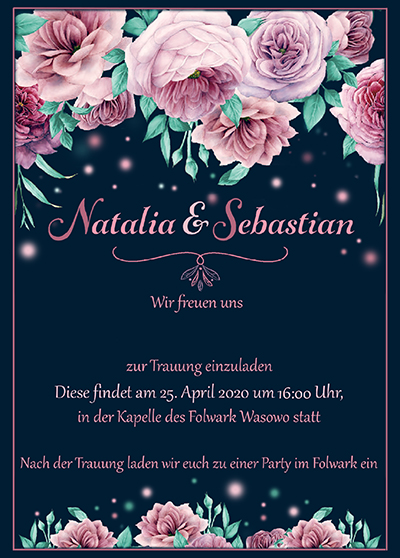 Natalia & Sebastian
Wir freuen uns
zur Trauung einzuladen
Diese findet am 25. April 2020 um 16:00 Uhr,
in der Kapelle des Folwark Wasowo statt
Nach der Trauung laden wir euch zu einer Party im Folwark ein